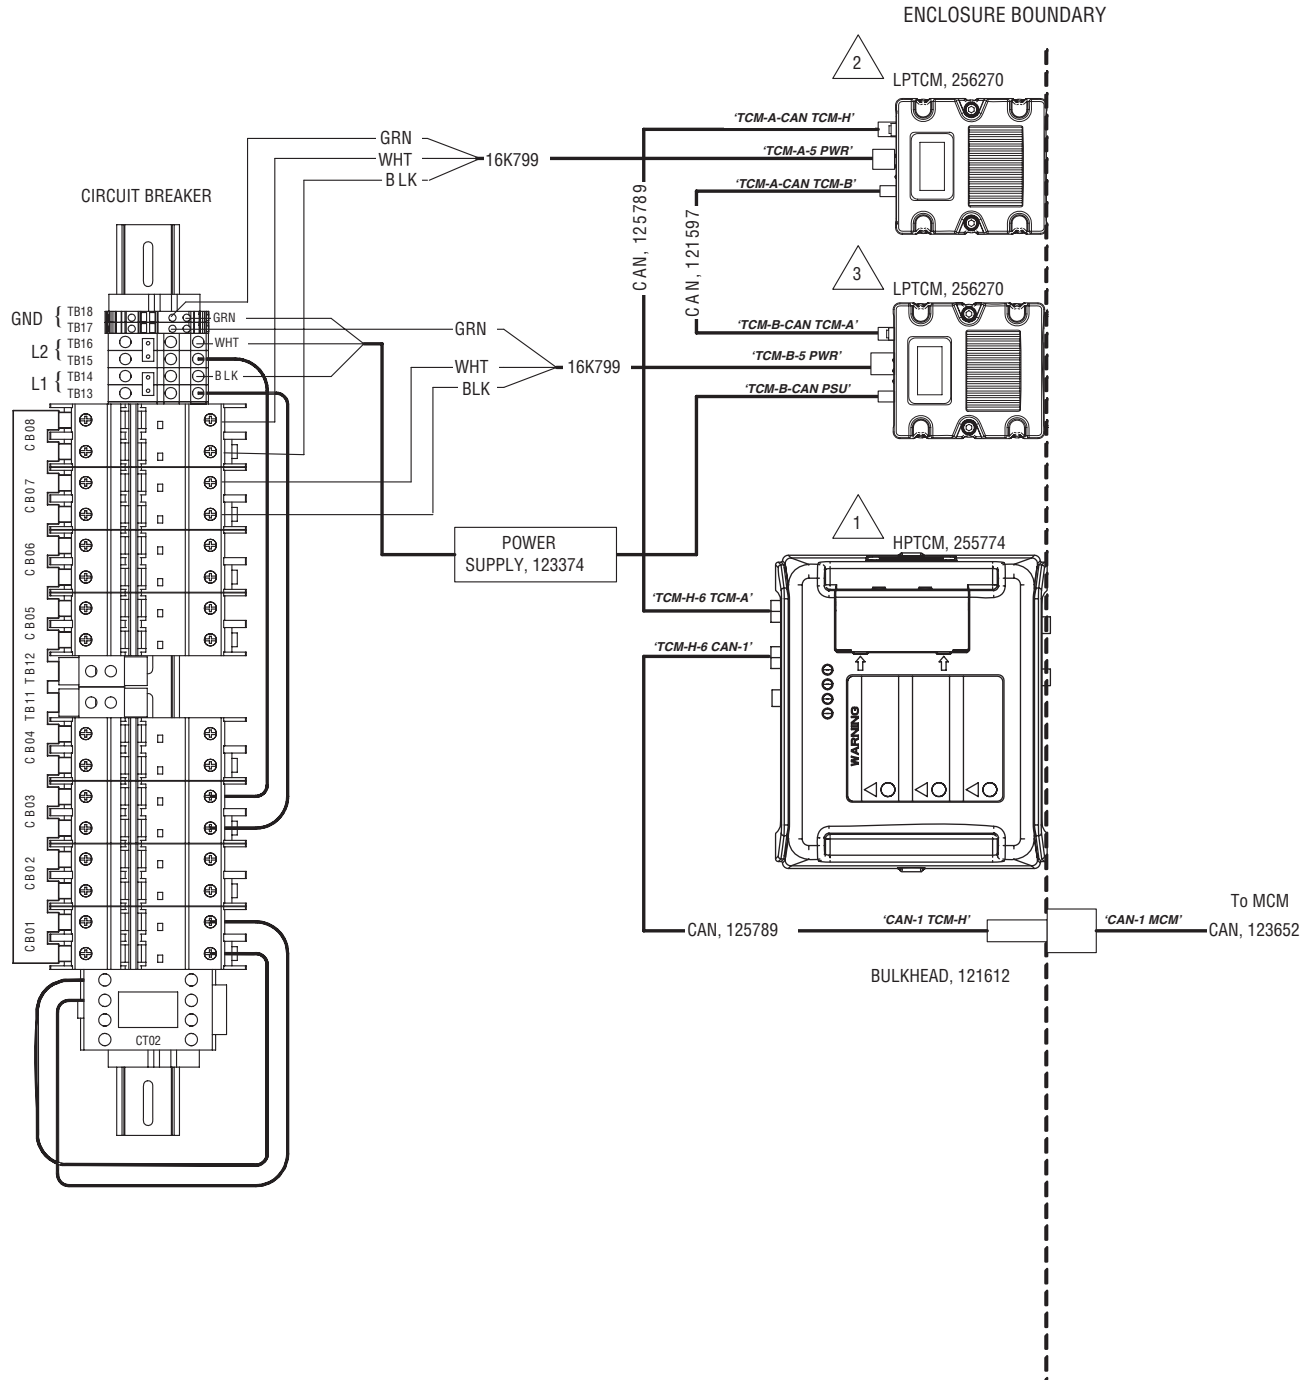 ENCLOSURE BOUNDARY
2
LPTCM, 256270
'TCM-A-CAN TCM-H'
GRN
WHT
BLK
16K799
'TCM-A-5 PWR'
'TCM-A-CAN TCM-B'
CAN, 125789
CAN, 121597
CIRCUIT BREAKER
3
LPTCM, 256270
GND {
TB18
TB17
GRN
L2 {
TB16
TB15
WHT
L1 {
TB14
TB13
BLK
GRN
WHT
BLK
16K799
'TCM-B-CAN TCM-A'
'TCM-B-5 PWR'
'TCM-B-CAN PSU'
CB08
CB07
CB06
CB05
TB12
TB11
CB04
CB03
CB02
CB01
POWER
SUPPLY, 123374
1
HPTCM, 255774
'TCM-H-6 TCM-A'
'TCM-H-6 CAN-1'
WARNING
To MCM
'CAN-1 TCM-H'
'CAN-1 MCM'
CAN, 125789
CAN, 123652
BULKHEAD, 121612
CT02